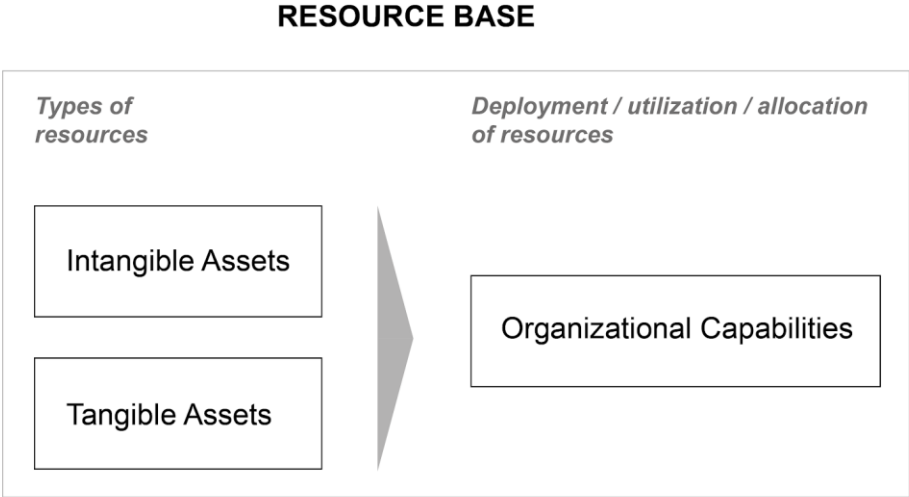 RESOURCE BASE
Types of
resources
Deployment / utilization / allocation
of resources
Intangible Assets
Tangible Assets
Organizational Capabilities